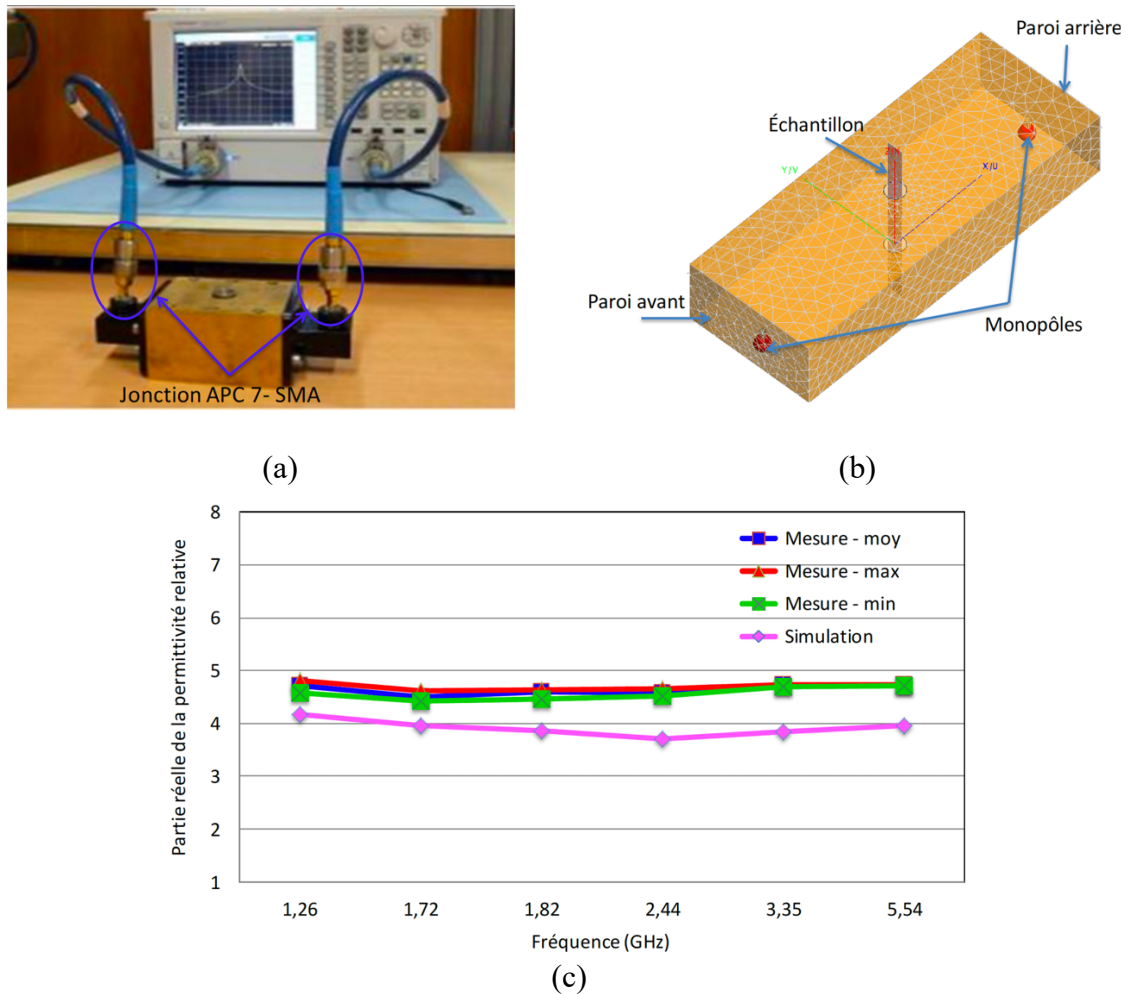 Jonction APC 7- SMA
(a)
Paroi arrière
Échantillon
Z
Y/V
X/U
Paroi avant
Monopôles
(b)
Partie réelle de la permittivité relative
8
7
6
5
4
3
2
1
Mesure - moy
Mesure - max
Mesure - min
Simulation
1,26
1,72
1,82
2,44
3,35
5,54
Fréquence (GHz)
(c)